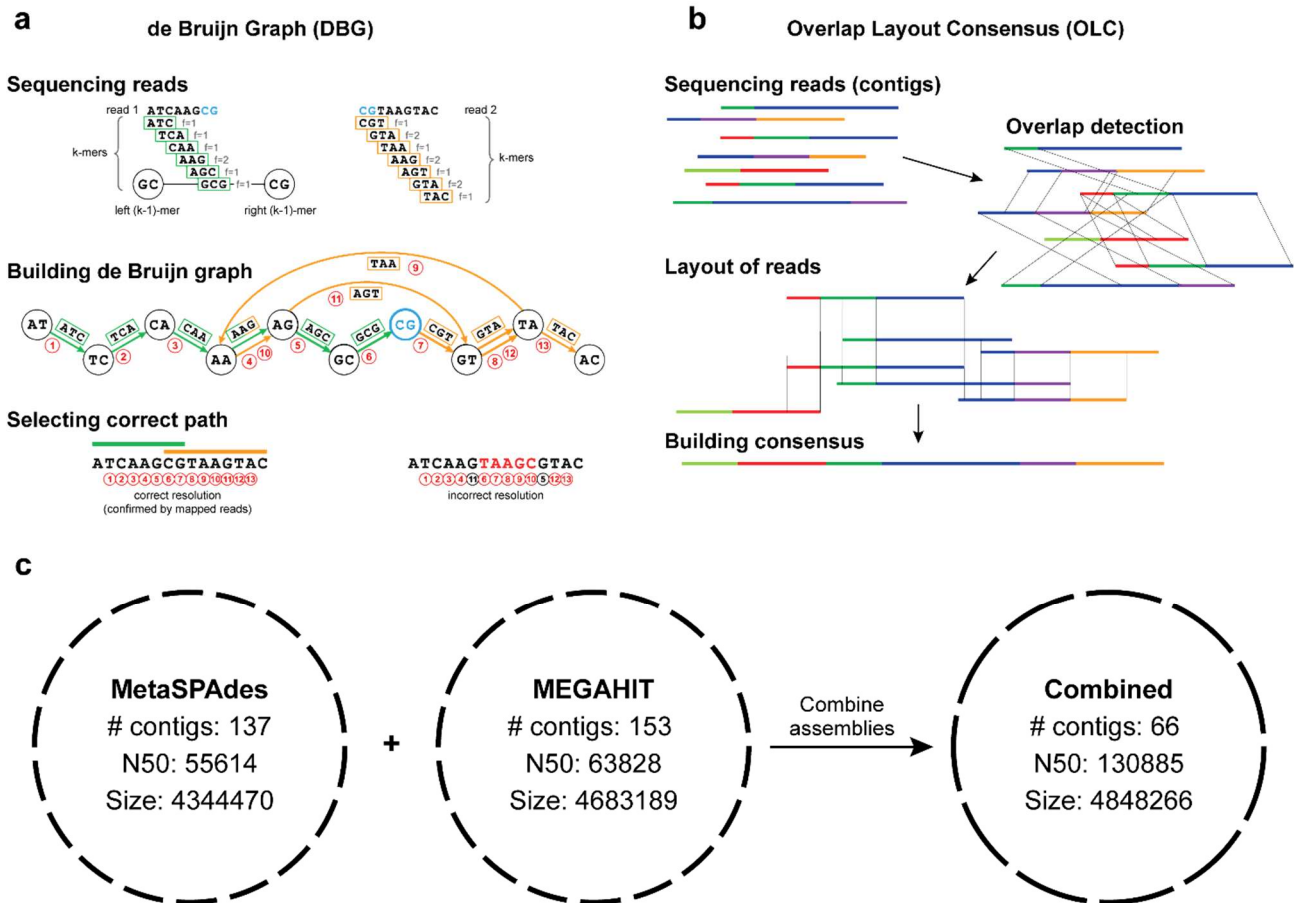 a
de Bruijn Graph (DBG)
Sequencing reads
read 1 ATCAAGCG
k-mers
ATC f=1
TCA f=1
CAA f=1
AAG f=2
AGC f=1
GCG f=1
GC
CG
left (k-1)-mer
right (k-1)-mer
CGTAAGTAC read 2
CGT f=1
GTA f=2
TAA f=1
AAG f=2
AGT f=1
GTA f=2
TAC f=1
k-mers
Building de Bruijn graph
TAA 9
11 AGT
AT ATC TC TCA CA CAA AA AAG AG AGC GC GCG CG CGT GT GTA TA TAC AC
1 2 3 4 10 5 6 7 8 12 13
Selecting correct path
ATCAAGCGTAAGTAC
1 2 3 4 5 6 7 8 9 10 11 12 13
correct resolution
(confirmed by mapped reads)
ATCAAGTAAGCGTAC
1 2 3 4 11 6 7 8 9 10 5 12 13
incorrect resolution
b
Overlap Layout Consensus (OLC)
Sequencing reads (contigs)
Overlap detection
Layout of reads
Building consensus
c
MetaSPAdes
# contigs: 137
N50: 55614
Size: 4344470
+
MEGAHIT
# contigs: 153
N50: 63828
Size: 4683189
Combine
assemblies
Combined
# contigs: 66
N50: 130885
Size: 4848266